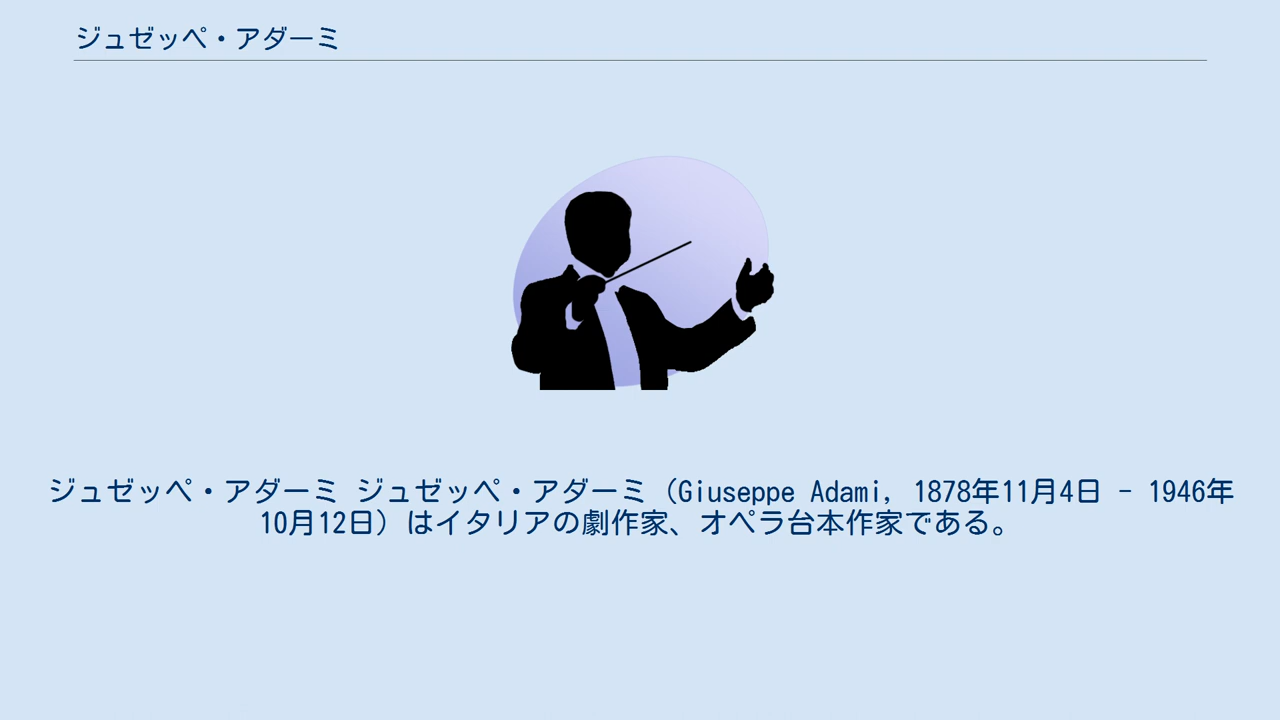 ジュゼッペ・アダーミ
ジュゼッペ・アダーミ ジュゼッペ・アダーミ（Giuseppe Adami, 1878年11月4日 - 1946年
10月12日）はイタリアの劇作家、オペラ台本作家である。